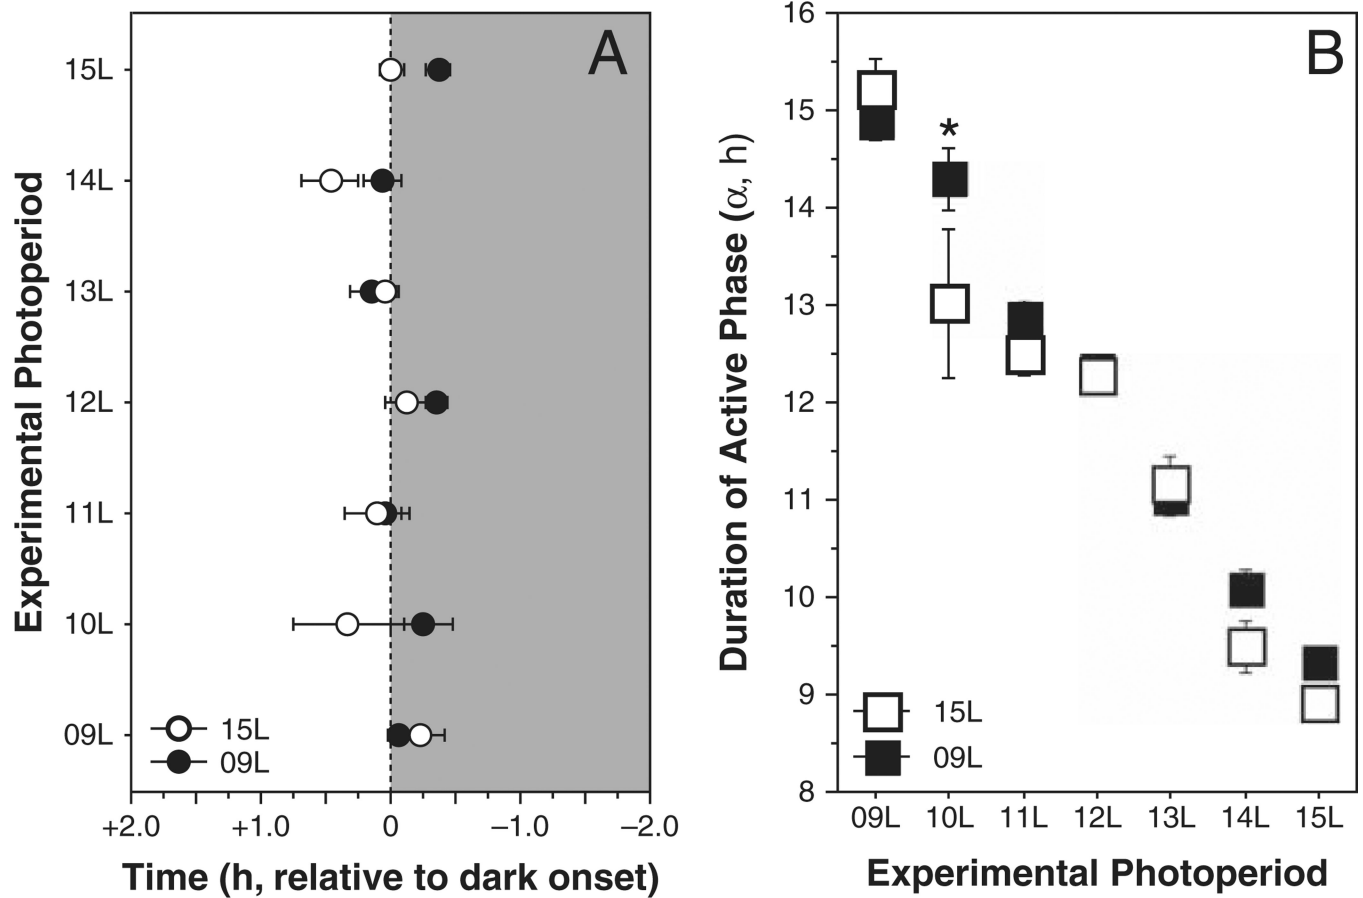 A
15L
14L
13L
12L
11L
10L
09L
Experimental Photoperiod
15L
09L
+2.0 +1.0 0 –1.0 –2.0
Time (h, relative to dark onset)
B
16
15
14
13
12
11
10
9
8
Duration of Active Phase (α, h)
*
15L
09L
09L 10L 11L 12L 13L 14L 15L
Experimental Photoperiod